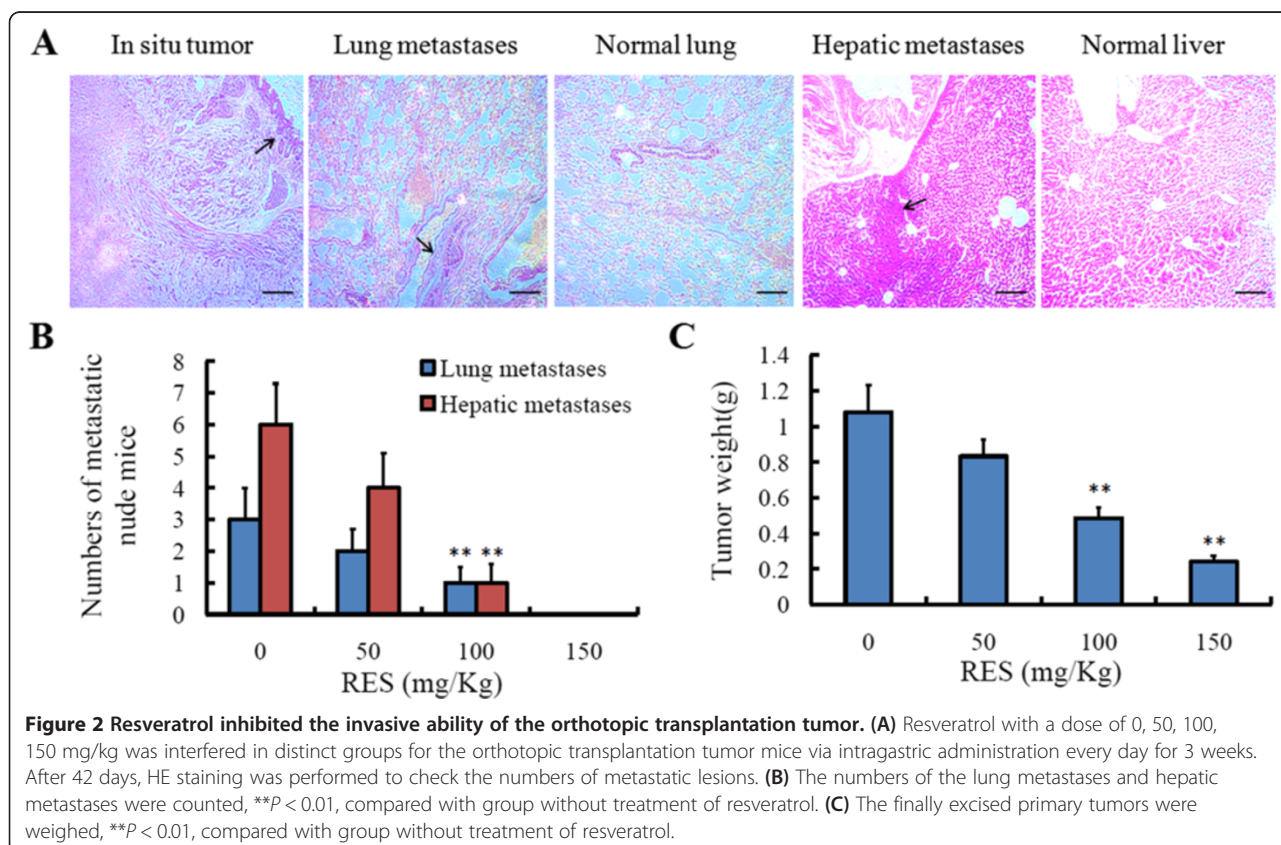 A
In situ tumor Lung metastases Normal lung Hepatic metastases Normal liver
B
Numbers of metastatic
nude mice
8
7
6
5
4
3
2
1
0
Lung metastases
Hepatic metastases
** **
0 50 100 150
RES (mg/Kg)
C
Tumor weight(g)
1.4
1.2
1
0.8
0.6
0.4
0.2
0
**
**
0 50 100 150
RES (mg/Kg)
Figure 2 Resveratrol inhibited the invasive ability of the orthotopic transplantation tumor. (A) Resveratrol with a dose of 0, 50, 100,
150 mg/kg was interfered in distinct groups for the orthotopic transplantation tumor mice via intragastric administration every day for 3 weeks.
After 42 days, HE staining was performed to check the numbers of metastatic lesions. (B) The numbers of the lung metastases and hepatic
metastases were counted, **P < 0.01, compared with group without treatment of resveratrol. (C) The finally excised primary tumors were
weighed, **P < 0.01, compared with group without treatment of resveratrol.